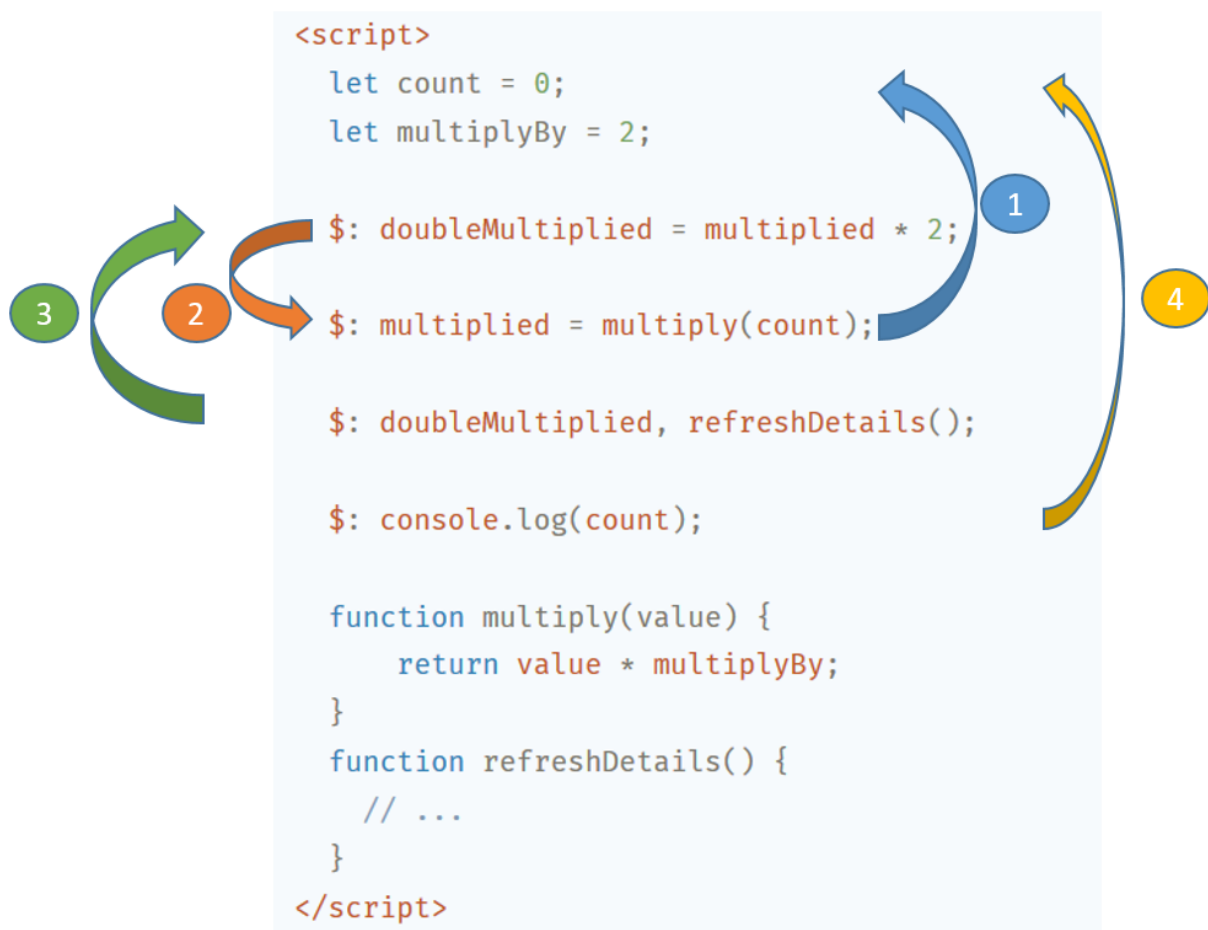 <script>
let count = 0;
let multiplyBy = 2;
1
$: doubleMultiplied = multiplied * 2;
3
2
4
$: multiplied = multiply(count);
$: doubleMultiplied, refreshDetails();
$: console.log(count);
function multiply(value) {
return value * multiplyBy;
}
function refreshDetails() {
// ...
}
</script>